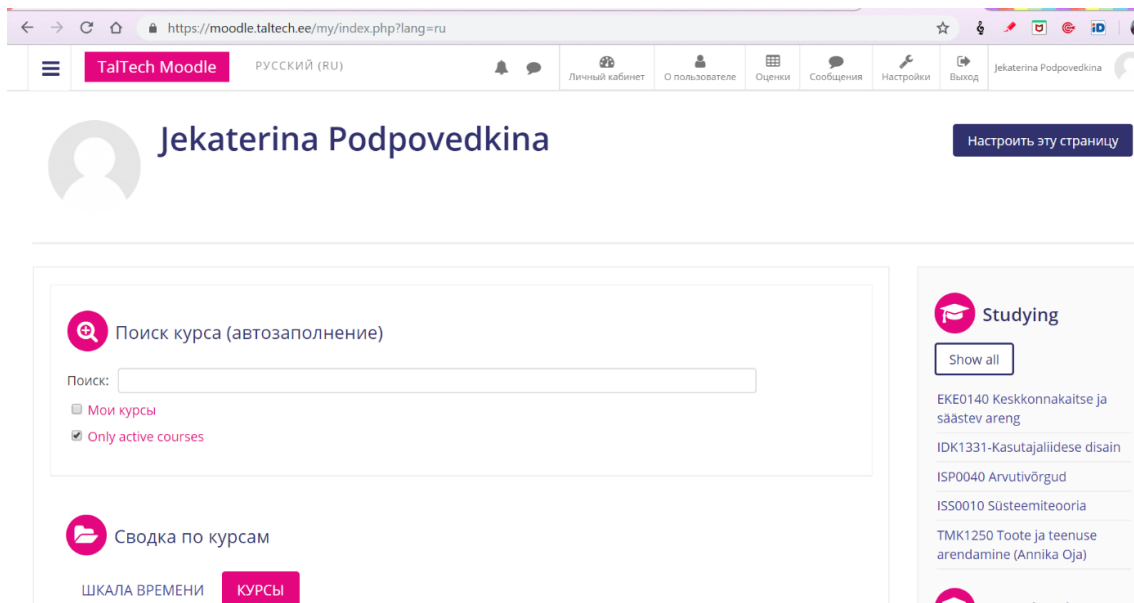 https://moodle.taltech.ee/my/index.php?lang=ru
TalTech Moodle
РУССКИЙ (RU)
Личный кабинет
О пользователе
Оценки
Сообщения
Настройки
Выход
Jekaterina Podpovedkina
Jekaterina Podpovedkina
Настроить эту страницу
Поиск курса (автозаполнение)
Поиск:
Мои курсы
Only active courses
Сводка по курсам
ШКАЛА ВРЕМЕНИ
КУРСЫ
Studying
Show all
EKE0140 Keskkonnakaitse ja
säästev areng
IDK1331-Kasutajaliidese disain
ISP0040 Arvutivõrgud
ISS0010 Süsteemiteooria
TMK1250 Toote ja teenuse
arendamine (Annika Oja)